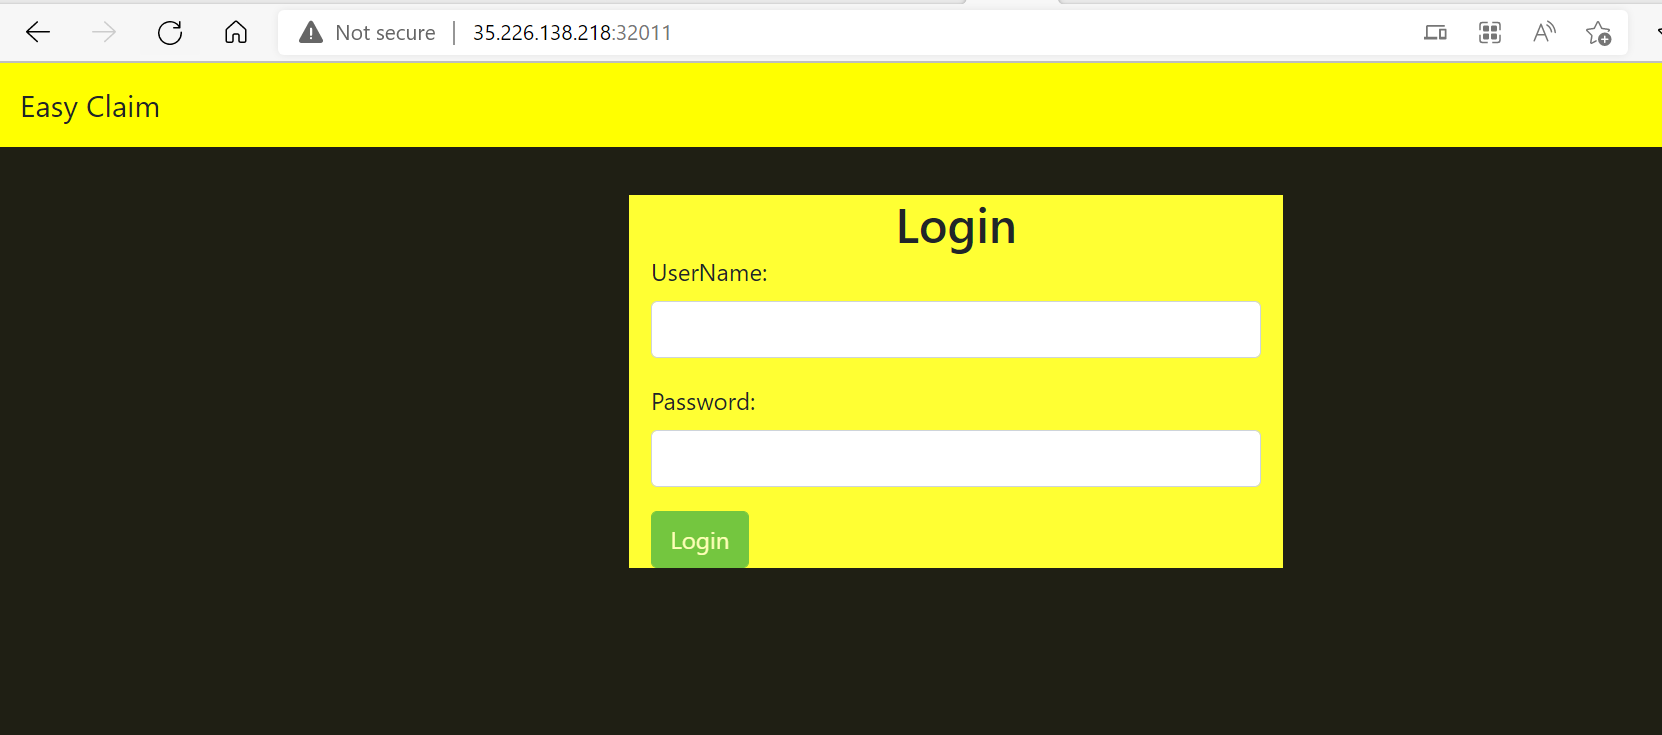 Not secure | 35.226.138.218:32011
Easy Claim
Login
UserName:
Password:
Login